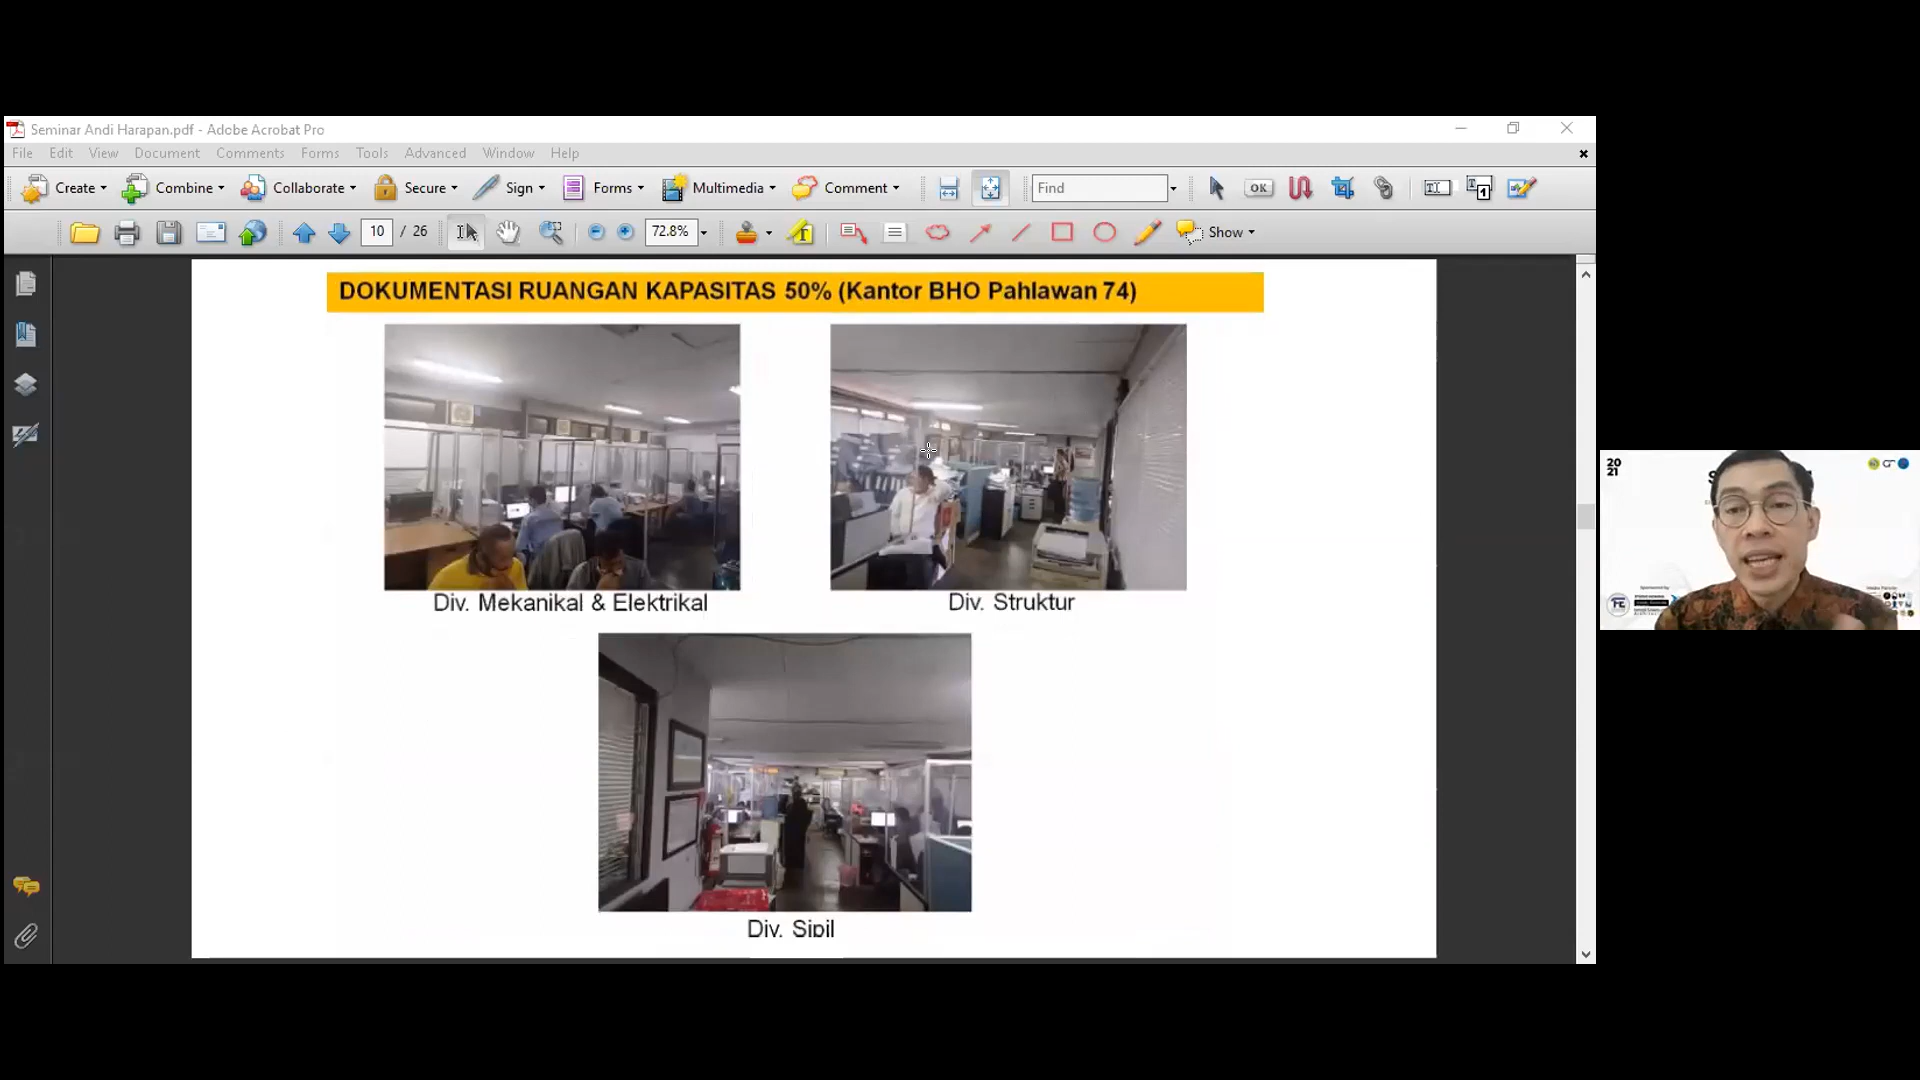 Seminar Andi Harapan.pdf - Adobe Acrobat Pro
File Edit View Document Comments Forms Tools Advanced Window Help
Create Combine Collaborate Secure Sign Forms Multimedia Comment Find OK
10 / 26 72.8% Show
DOKUMENTASI RUANGAN KAPASITAS 50% (Kantor BHO Pahlawan 74)
Div. Mekanikal & Elektrikal
Div. Struktur
Div. Sipil
20
21